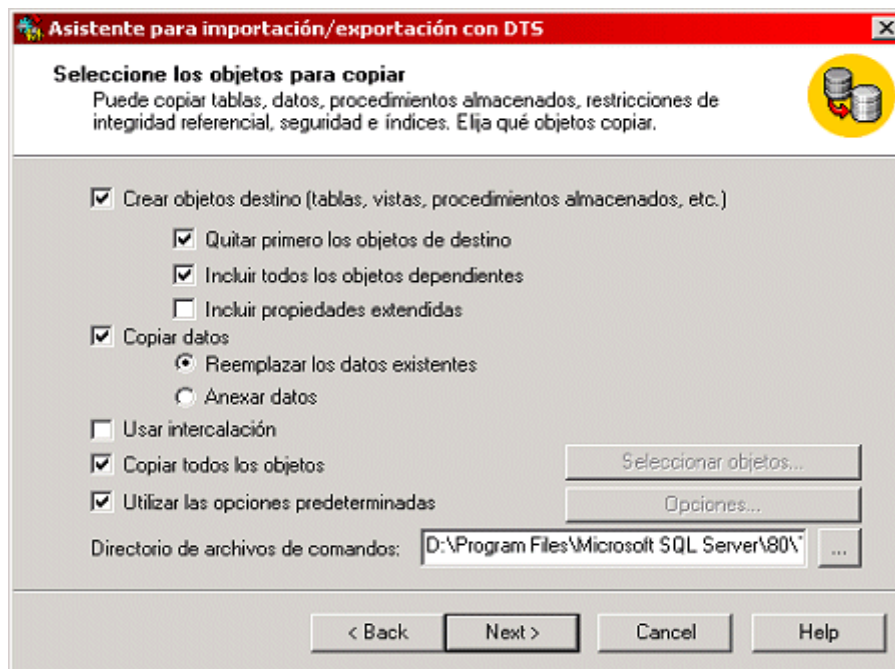 Asistente para importación/exportación con DTS
Seleccione los objetos para copiar
Puede copiar tablas, datos, procedimientos almacenados, restricciones de
integridad referencial, seguridad e índices. Elija qué objetos copiar.
Crear objetos destino (tablas, vistas, procedimientos almacenados, etc.)
Quitar primero los objetos de destino
Incluir todos los objetos dependientes
Incluir propiedades extendidas
Copiar datos
Reemplazar los datos existentes
Anexar datos
Usar intercalación
Copiar todos los objetos
Seleccionar objetos...
Utilizar las opciones predeterminadas
Opciones...
Directorio de archivos de comandos: D:\Program Files\Microsoft SQL Server\80\ ...
< Back Next > Cancel Help